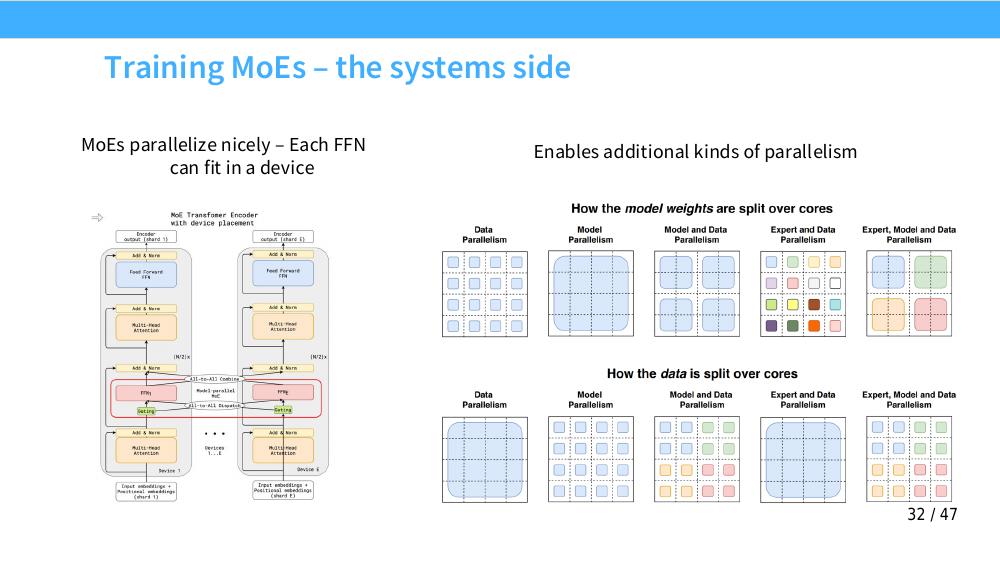 Training MoEs – the systems side
MoEs parallelize nicely – Each FFN
can fit in a device
Enables additional kinds of parallelism
MoE Transfomer Encoder
with device placement
Encoder
output (shard 1)
Encoder
output (shard E)
Add & Norm
Add & Norm
Feed Forward
FFN
Feed Forward
FFN
Add & Norm
Add & Norm
Multi-Head
Attention
Multi-Head
Attention
(N/2)x
(N/2)x
Add & Norm
Add & Norm
All-to-All Combine
FFN1
Model-parallel
MoE
FFNE
All-to-All Dispatch
Gating
Gating
Add & Norm
Add & Norm
Multi-Head
Attention
• • •
Devices
1...E
Multi-Head
Attention
Device 1
Device E
Input embeddings +
Positional embeddings
(shard 1)
Input embeddings +
Positional embeddings
(shard E)
How the model weights are split over cores
Data
Parallelism
Model
Parallelism
Model and Data
Parallelism
Expert and Data
Parallelism
Expert, Model and Data
Parallelism
How the data is split over cores
Data
Parallelism
Model
Parallelism
Model and Data
Parallelism
Expert and Data
Parallelism
Expert, Model and Data
Parallelism
32 / 47